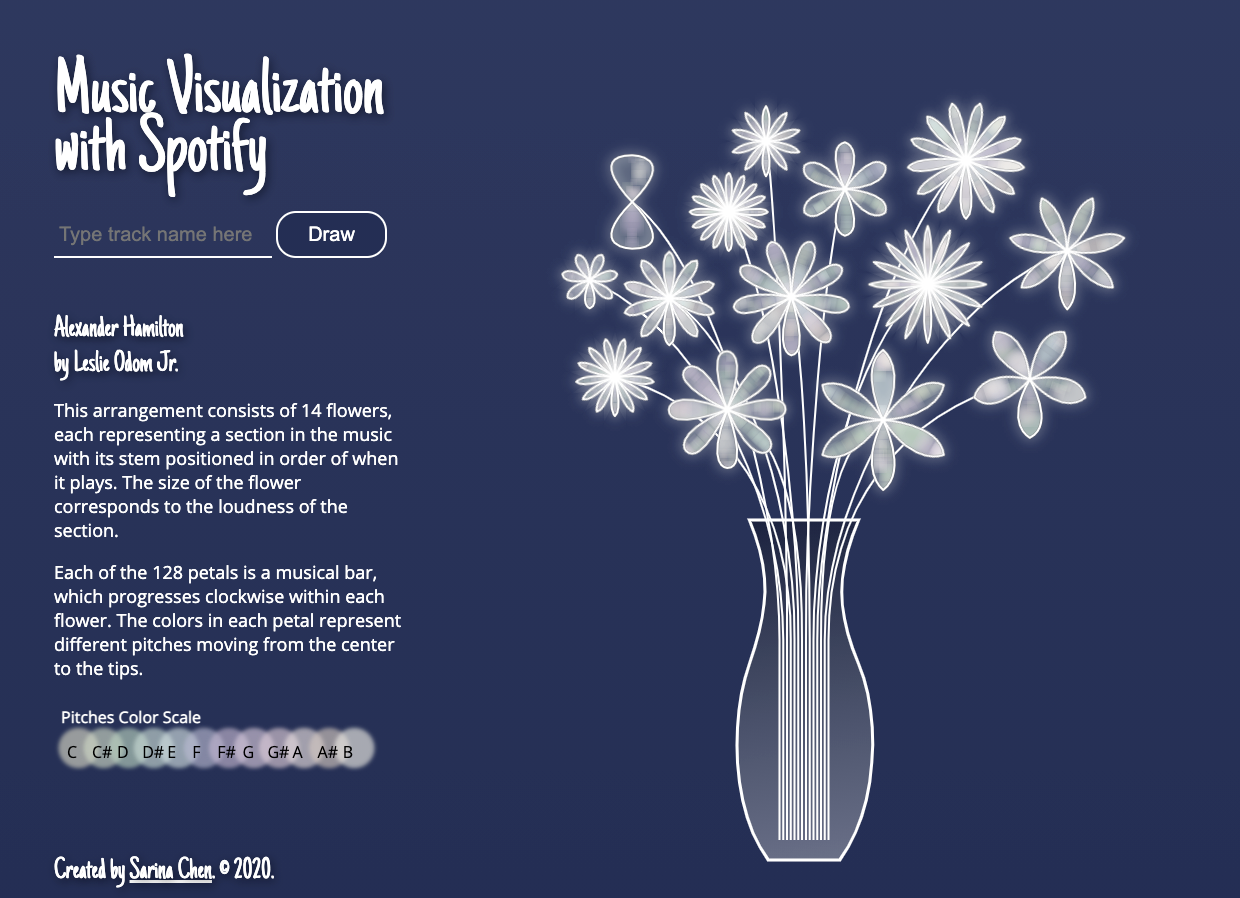 Music Visualization
with Spotify
Type track name here
Draw
Alexander Hamilton
by Leslie Odom Jr.
This arrangement consists of 14 flowers,
each representing a section in the music
with its stem positioned in order of when
it plays. The size of the flower
corresponds to the loudness of the
section.
Each of the 128 petals is a musical bar,
which progresses clockwise within each
flower. The colors in each petal represent
different pitches moving from the center
to the tips.
Pitches Color Scale
C C# D D# E F F# G G# A A# B
Created by Sarina Chen. © 2020.